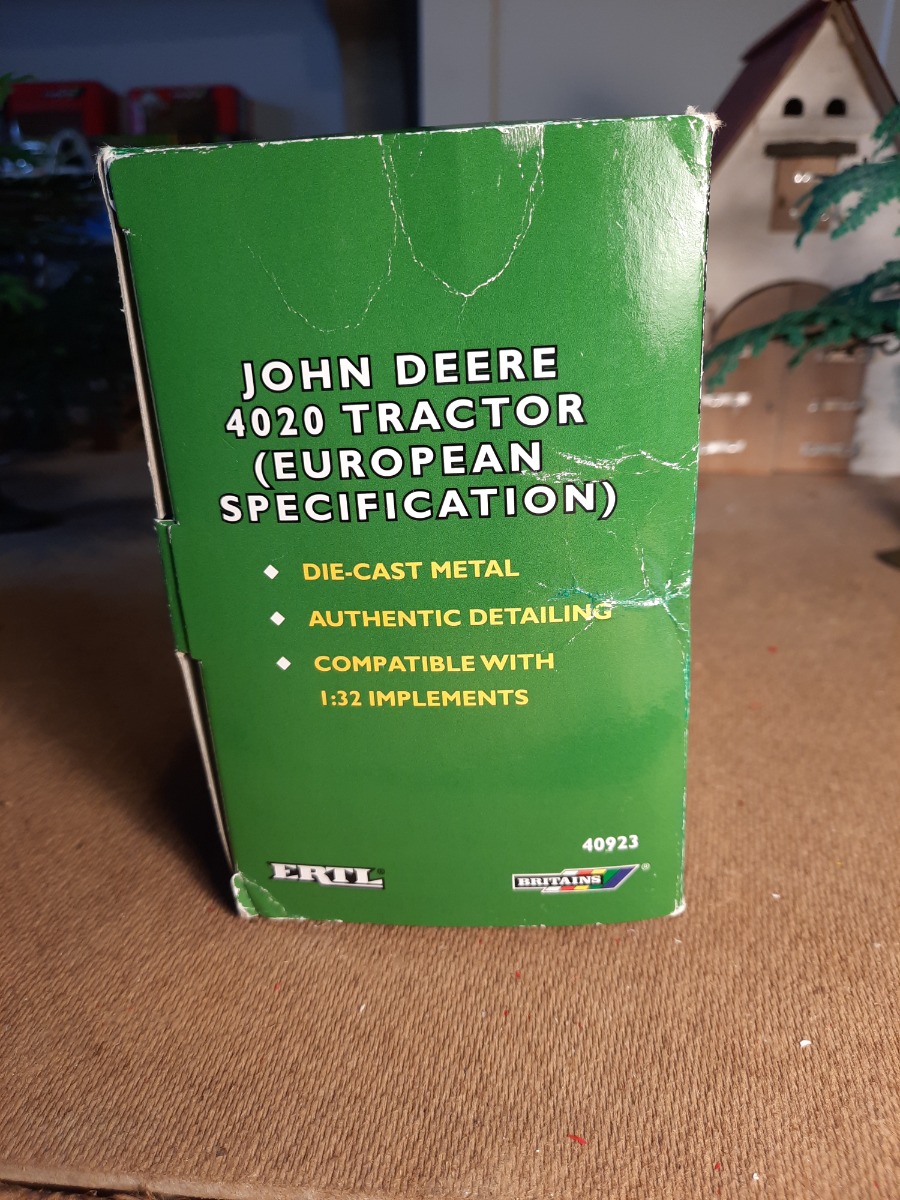 JOHN DEERE
4020 TRACTOR
(EUROPEAN
SPECIFICATION)
DIE-CAST METAL
AUTHENTIC DETAILING
COMPATIBLE WITH
1:32 IMPLEMENTS
40923
ERTL®
BRITAINS®